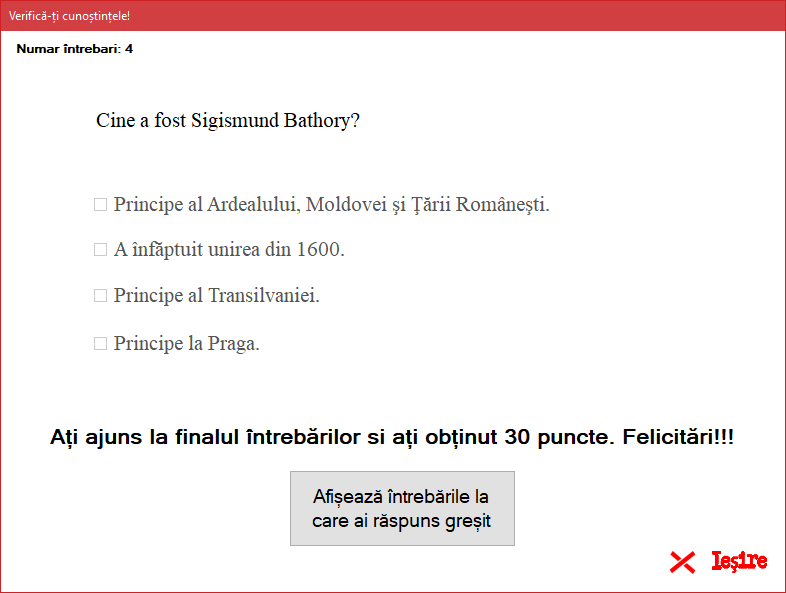 Verifică-ți cunoștințele!
Numar întrebari: 4
Cine a fost Sigismund Bathory?
Principe al Ardealului, Moldovei şi Ţării Româneşti.
A înfăptuit unirea din 1600.
Principe al Transilvaniei.
Principe la Praga.
Ați ajuns la finalul întrebărilor si ați obținut 30 puncte. Felicitări!!!
Afișează întrebările la
care ai răspuns greșit
Ieşire